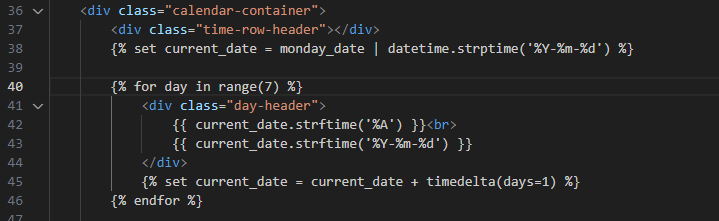 36 <div class="calendar-container">
37 <div class="time-row-header"></div>
38 {% set current_date = monday_date | datetime.strptime('%Y-%m-%d') %}
39
40 {% for day in range(7) %}
41 <div class="day-header">
42 {{ current_date.strftime('%A') }}<br>
43 {{ current_date.strftime('%Y-%m-%d') }}
44 </div>
45 {% set current_date = current_date + timedelta(days=1) %}
46 {% endfor %}
47